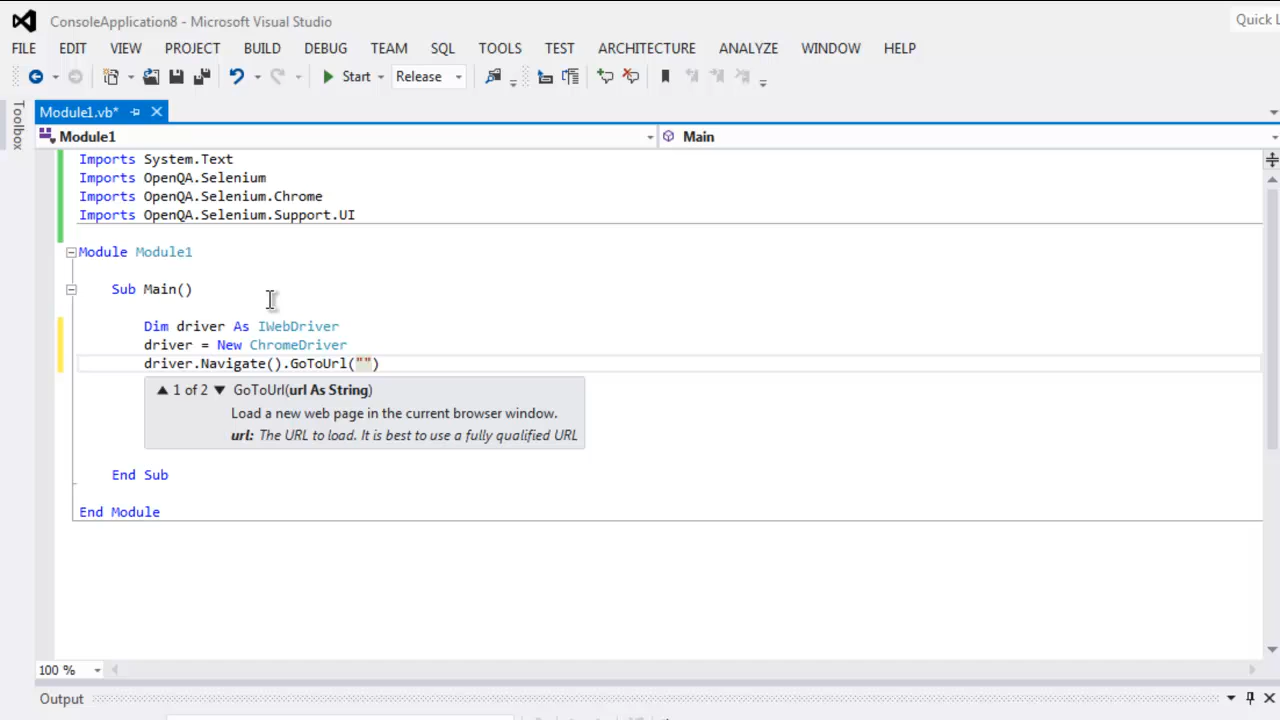 ConsoleApplication8 - Microsoft Visual Studio
Quick L
FILE EDIT VIEW PROJECT BUILD DEBUG TEAM SQL TOOLS TEST ARCHITECTURE ANALYZE WINDOW HELP
Start Release
Toolbox
Module1.vb*
Module1 Main
Imports System.Text
Imports OpenQA.Selenium
Imports OpenQA.Selenium.Chrome
Imports OpenQA.Selenium.Support.UI
Module Module1
Sub Main()
Dim driver As IWebDriver
driver = New ChromeDriver
driver.Navigate().GoToUrl("")
▲ 1 of 2 ▼ GoToUrl(url As String)
Load a new web page in the current browser window.
url: The URL to load. It is best to use a fully qualified URL
End Sub
End Module
100 %
Output